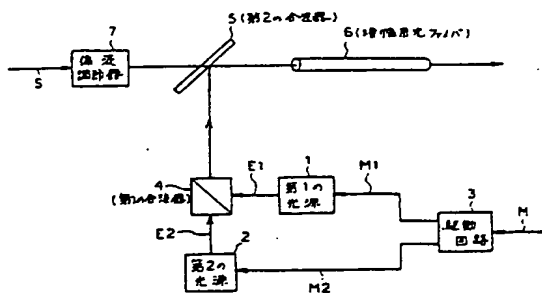 7
偏波
調節器
S
5(第2の合波器)
6(増幅用光ファイバ)
4
(第1の合波器)
E1
1
第1の
光源
M1
3
駆動
回路
M
E2
2
第2の
光源
M2